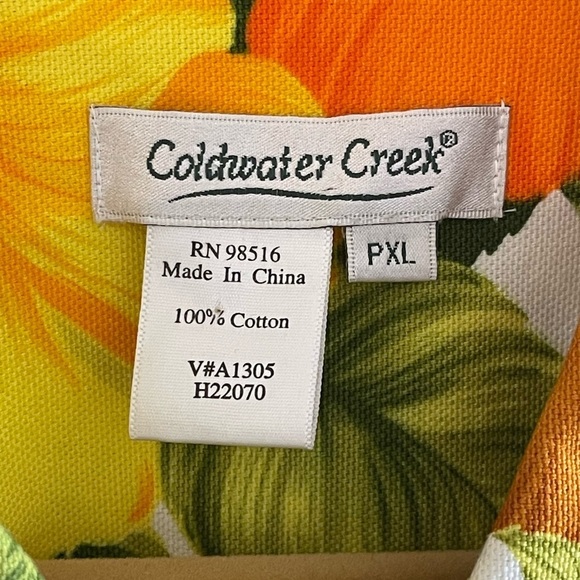 Coldwater Creek®
RN 98516
Made In China
100% Cotton
V#A1305
H22070
PXL